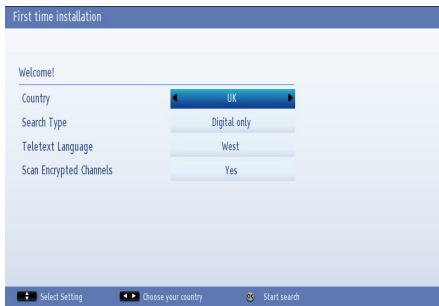 First time installation
Welcome!
Country UK
Search Type Digital only
Teletext Language West
Scan Encrypted Channels Yes
Select Setting Choose your country OK Start search